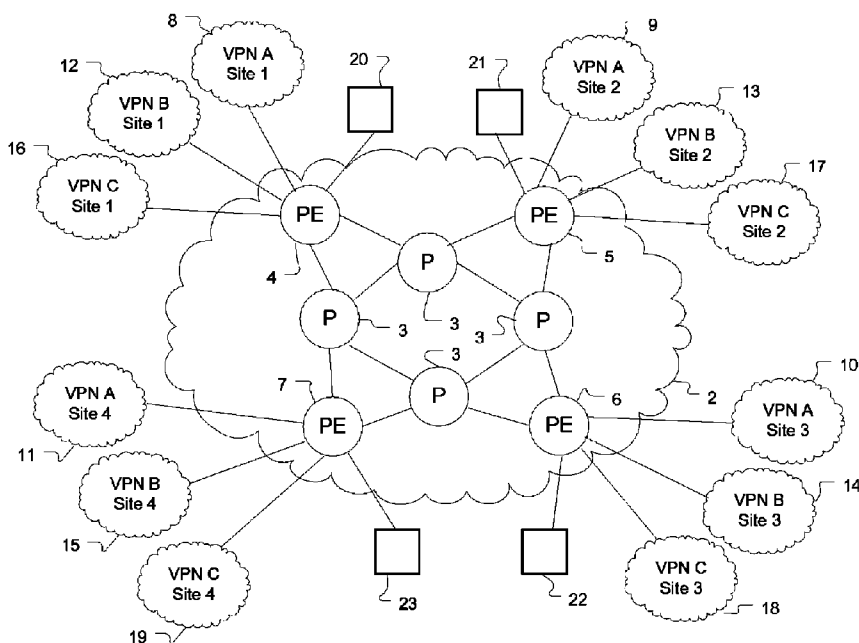 8
9
12
VPN A
Site 1
20
21
VPN A
Site 2
13
16
VPN B
Site 1
VPN B
Site 2
17
VPN C
Site 1
PE
PE
VPN C
Site 2
4
P
5
P
3
3
3
P
3
7
P
6
2
10
VPN A
Site 4
PE
PE
VPN A
Site 3
11
VPN B
Site 4
VPN B
Site 3
14
15
VPN C
Site 4
23
22
VPN C
Site 3
18
19